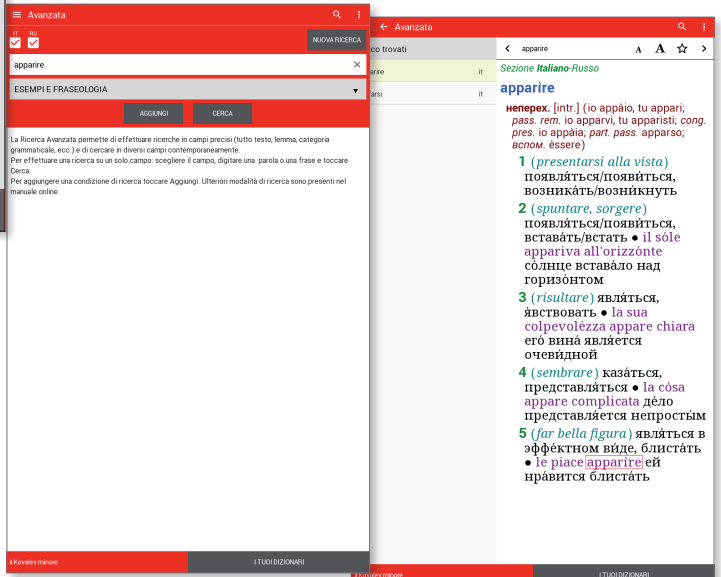 Avanzata
IT RU
NUOVA RICERCA
apparire
ESEMPI E FRASEOLOGIA
AGGIUNGI CERCA
La Ricerca Avanzata permette di effettuare ricerche in campi precisi (tutto testo, lemma, categoria
grammaticale, ecc.) e di cercare in diversi campi contemporaneamente.
Per effettuare una ricerca su un solo campo: scegliere il campo, digitare una parola o una frase e toccare
Cerca.
Per aggiungere una condizione di ricerca toccare Aggiungi. Ulteriori modalità di ricerca sono presenti nel
manuale online.
il Kovalev minore I TUOI DIZIONARI
Avanzata
co trovati
arire it
arsi it
apparire A A
Sezione Italiano-Russo
apparire
неперех. [intr.] (io appàio, tu appari;
pass. rem. io apparvi, tu apparisti; cong.
pres. io appàia; part. pass. apparso;
вспом. èssere)
1 (presentarsi alla vista)
появля́ться/появи́ться,
возника́ть/возни́кнуть
2 (spuntare, sorgere)
появля́ться/появи́ться,
встава́ть/встать ● il sóle
appariva all'orizzónte
со́лнце встава́ло над
горизо́нтом
3 (risultare) явля́ться,
я́вствовать ● la sua
colpevolézza appare chiara
его́ вина́ явля́ется
очеви́дной
4 (sembrare) каза́ться,
представля́ться ● la còsa
appare complicata де́ло
представля́ется непросты́м
5 (far bella figura) явля́ться в
эффе́ктном ви́де, блиста́ть
● le piace apparire ей
нра́вится блиста́ть
il Kovalev minore I TUOI DIZIONARI